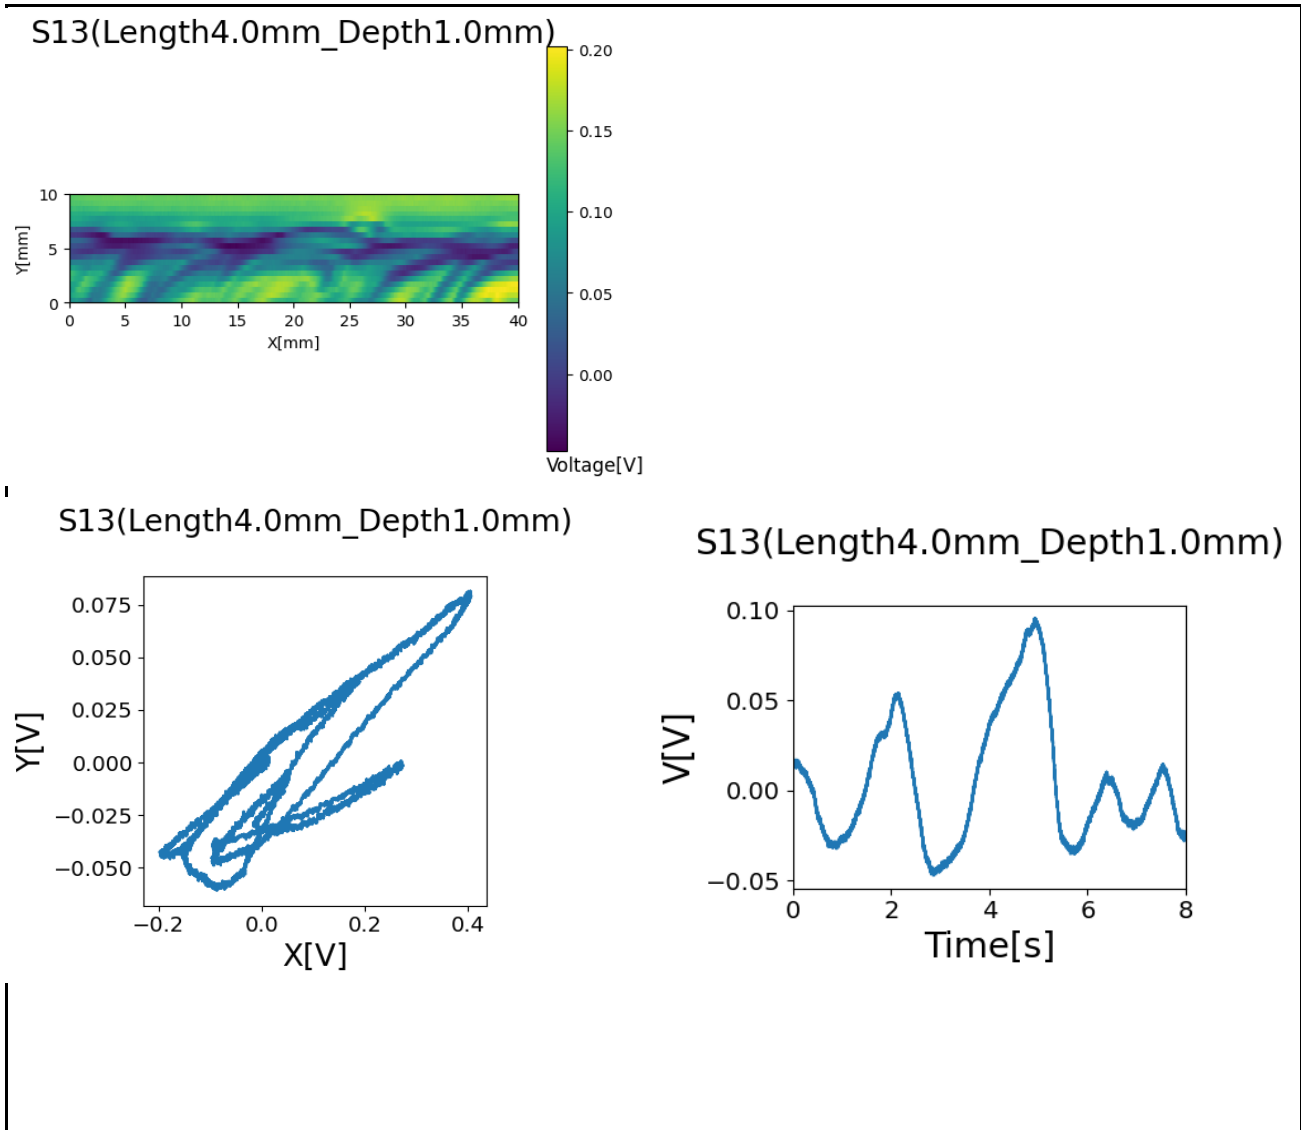 S13(Length4.0mm_Depth1.0mm)
0.20
0.15
0.10
0.05
0.00
Voltage[V]
10
5
0
Y[mm]
0 5 10 15 20 25 30 35 40
X[mm]
S13(Length4.0mm_Depth1.0mm)
0.075
0.050
0.025
0.000
−0.025
−0.050
Y[V]
−0.2 0.0 0.2 0.4
X[V]
S13(Length4.0mm_Depth1.0mm)
0.10
0.05
0.00
−0.05
V[V]
0 2 4 6 8
Time[s]